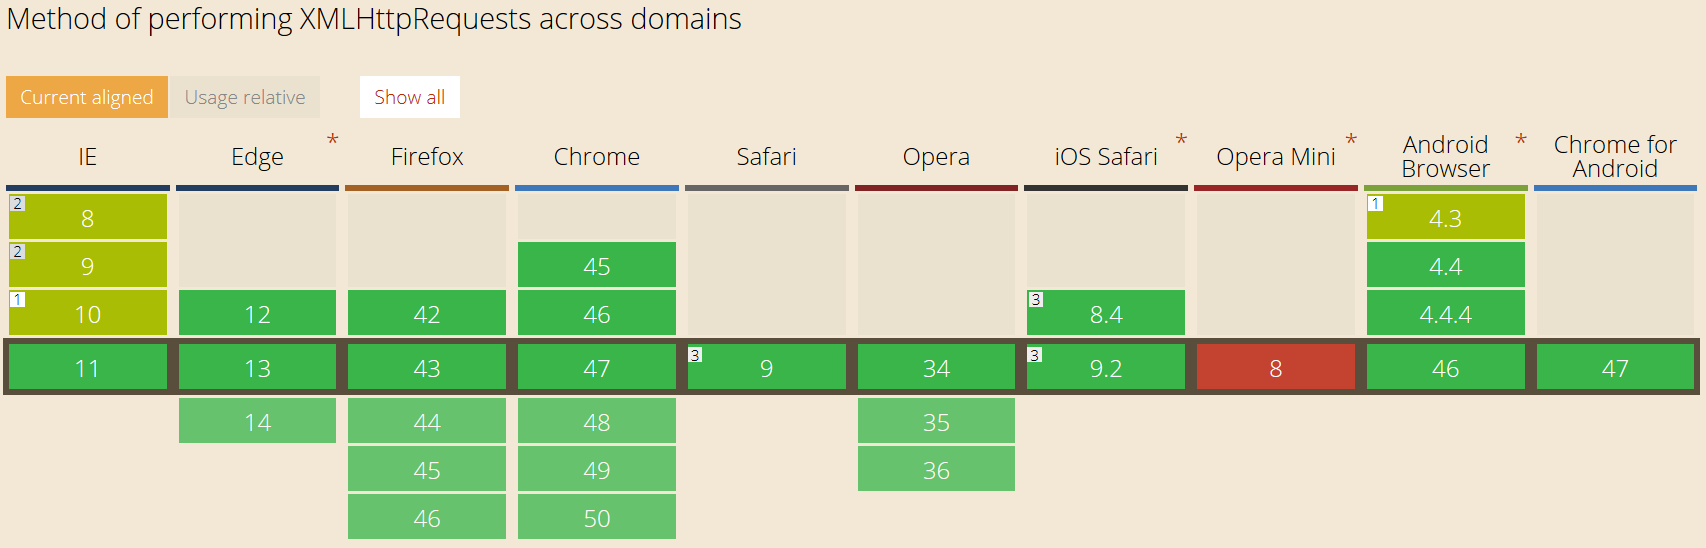 Method of performing XMLHttpRequests across domains
Current aligned Usage relative Show all
IE Edge * Firefox Chrome Safari Opera iOS Safari * Opera Mini * Android Browser * Chrome for Android
2 8 1 4.3
2 9 45 4.4
1 10 12 42 46 3 8.4 4.4.4
11 13 43 47 3 9 34 3 9.2 8 46 47
14 44 48 35
45 49 36
46 50